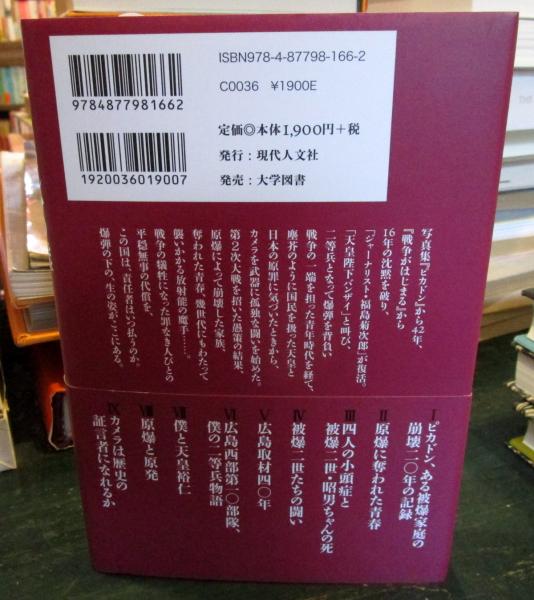 ISBN978-4-87798-166-2
C0036 ¥1900E
9784877981662
1920036019007
定価◎本体1,900円+税
発行:現代人文社
発売:大学図書
写真集『ピカドン』から42年、
『戦争がはじまる』から
16年の沈黙を破り、
「ジャーナリスト・福島菊次郎」が復活。
「天皇陛下バンザイ」と叫び、
二等兵となって爆弾を背負い
戦争の一端を担った青年時代を経て、
塵芥のように国民を扱った天皇と
日本の原罪に気づいたときから、
カメラを武器に孤独な闘いを始めた。
第2次大戦を招いた愚策の結果、
原爆によって崩壊した家族、
奪われた青春、幾世代にもわたって
襲いかかる放射能の魔手……。
戦争の犠牲になった罪なき人びとの
平穏無事の代償を、
この国は、責任者はいつ払うのか。
爆弾の下の、生の姿がここにある。
I ピカドン、ある被爆家庭の
崩壊二〇年の記録
II 原爆に奪われた青春
III 四人の小頭症と
被爆二世・昭男ちゃんの死
IV 被爆二世たちの闘い
V 広島取材四〇年
VI 広島西部第一〇部隊、
僕の二等兵物語
VII 僕と天皇裕仁
VIII 原爆と原発
IX カメラは歴史の
証言者になれるか